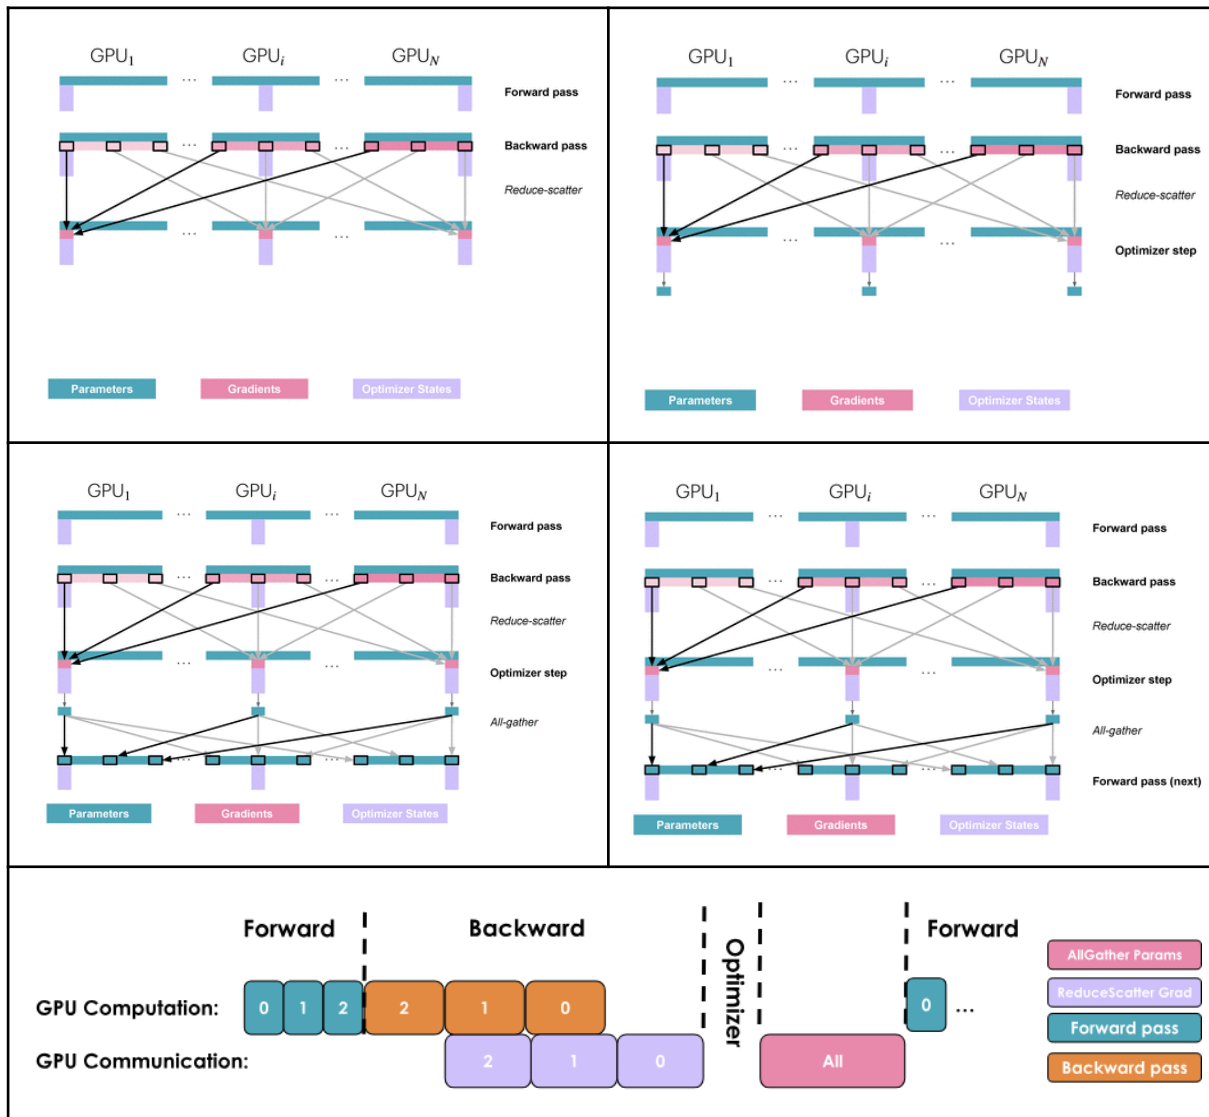 GPU1 ... GPUi ... GPUN
... ...
Forward pass
Backward pass
... ...
Reduce-scatter
... ...
Parameters Gradients Optimizer States
GPU1 ... GPUi ... GPUN
... ...
Forward pass
Backward pass
... ...
Reduce-scatter
... ...
Optimizer step
Parameters Gradients Optimizer States
GPU1 ... GPUi ... GPUN
... ...
Forward pass
Backward pass
... ...
Reduce-scatter
... ...
Optimizer step
All-gather
... ...
Parameters Gradients Optimizer States
GPU1 ... GPUi ... GPUN
... ...
Forward pass
Backward pass
... ...
Reduce-scatter
... ...
Optimizer step
All-gather
... ...
Forward pass (next)
Parameters Gradients Optimizer States
Forward Backward Optimizer Forward
GPU Computation: 0 1 2 2 1 0 0 ...
GPU Communication: 2 1 0 All
AllGather Params
ReduceScatter Grad
Forward pass
Backward pass